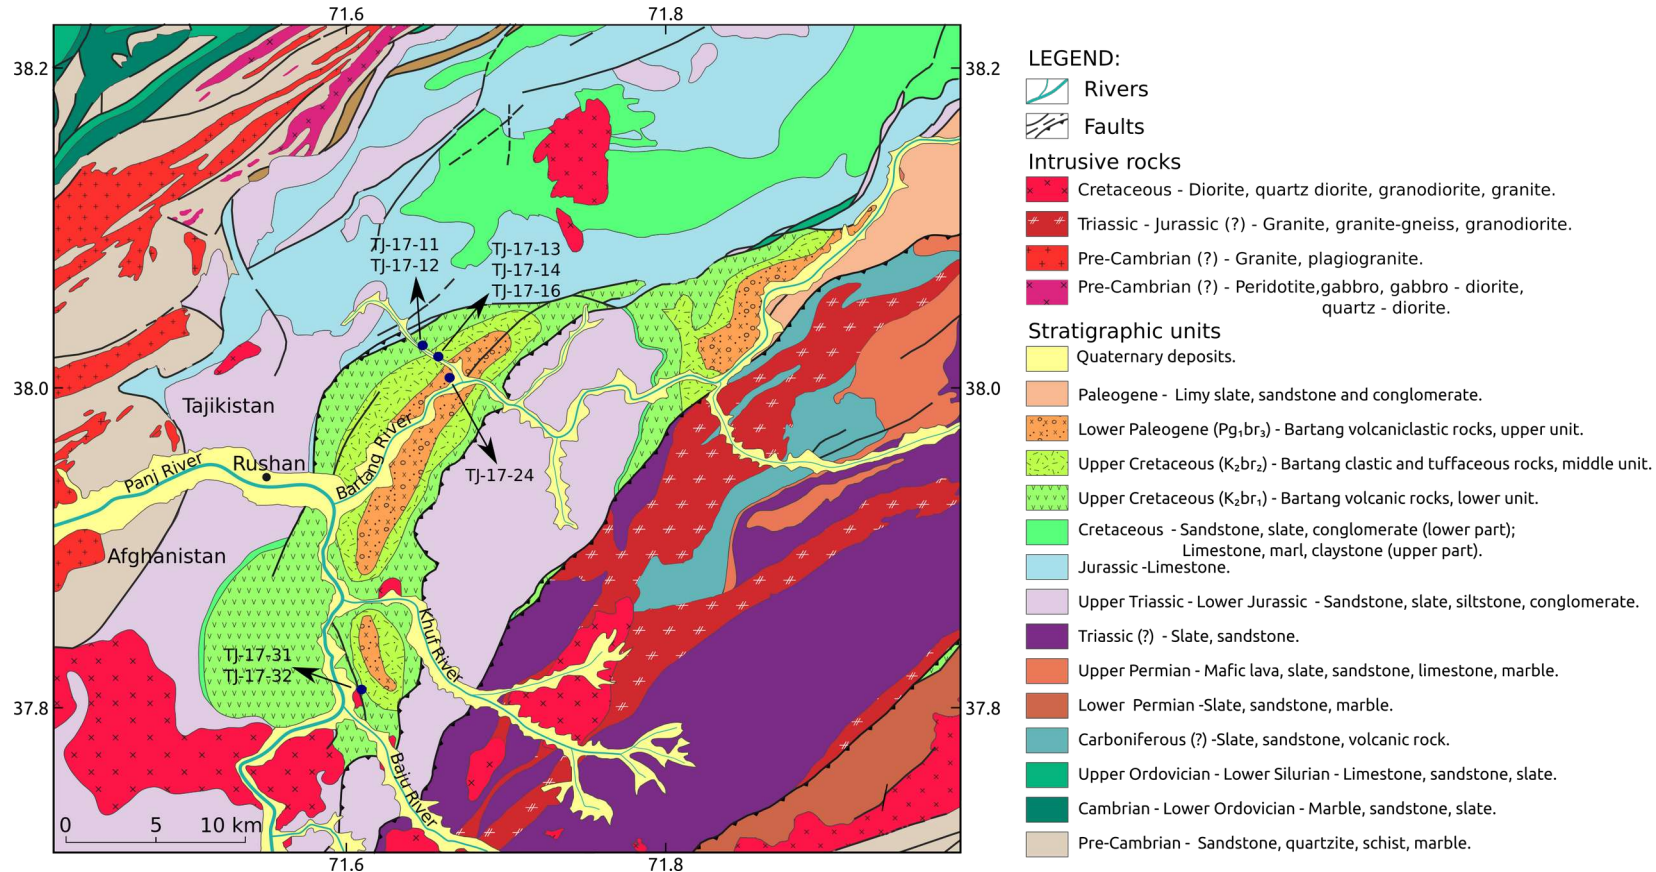 71.6
71.8
38.2
38.2
TJ-17-11
TJ-17-12
TJ-17-13
TJ-17-14
TJ-17-16
38.0
38.0
Tajikistan
Panj River
Rushan
Bartang River
TJ-17-24
Afghanistan
Khuf River
TJ-17-31
TJ-17-32
37.8
37.8
Baju River
0 5 10 km
71.6
71.8
LEGEND:
Rivers
Faults
Intrusive rocks
Cretaceous - Diorite, quartz diorite, granodiorite, granite.
Triassic - Jurassic (?) - Granite, granite-gneiss, granodiorite.
Pre-Cambrian (?) - Granite, plagiogranite.
Pre-Cambrian (?) - Peridotite,gabbro, gabbro - diorite,
quartz - diorite.
Stratigraphic units
Quaternary deposits.
Paleogene - Limy slate, sandstone and conglomerate.
Lower Paleogene (Pg₁br₃) - Bartang volcaniclastic rocks, upper unit.
Upper Cretaceous (K₂br₂) - Bartang clastic and tuffaceous rocks, middle unit.
Upper Cretaceous (K₂br₁) - Bartang volcanic rocks, lower unit.
Cretaceous - Sandstone, slate, conglomerate (lower part);
Limestone, marl, claystone (upper part).
Jurassic -Limestone.
Upper Triassic - Lower Jurassic - Sandstone, slate, siltstone, conglomerate.
Triassic (?) - Slate, sandstone.
Upper Permian - Mafic lava, slate, sandstone, limestone, marble.
Lower Permian -Slate, sandstone, marble.
Carboniferous (?) -Slate, sandstone, volcanic rock.
Upper Ordovician - Lower Silurian - Limestone, sandstone, slate.
Cambrian - Lower Ordovician - Marble, sandstone, slate.
Pre-Cambrian - Sandstone, quartzite, schist, marble.